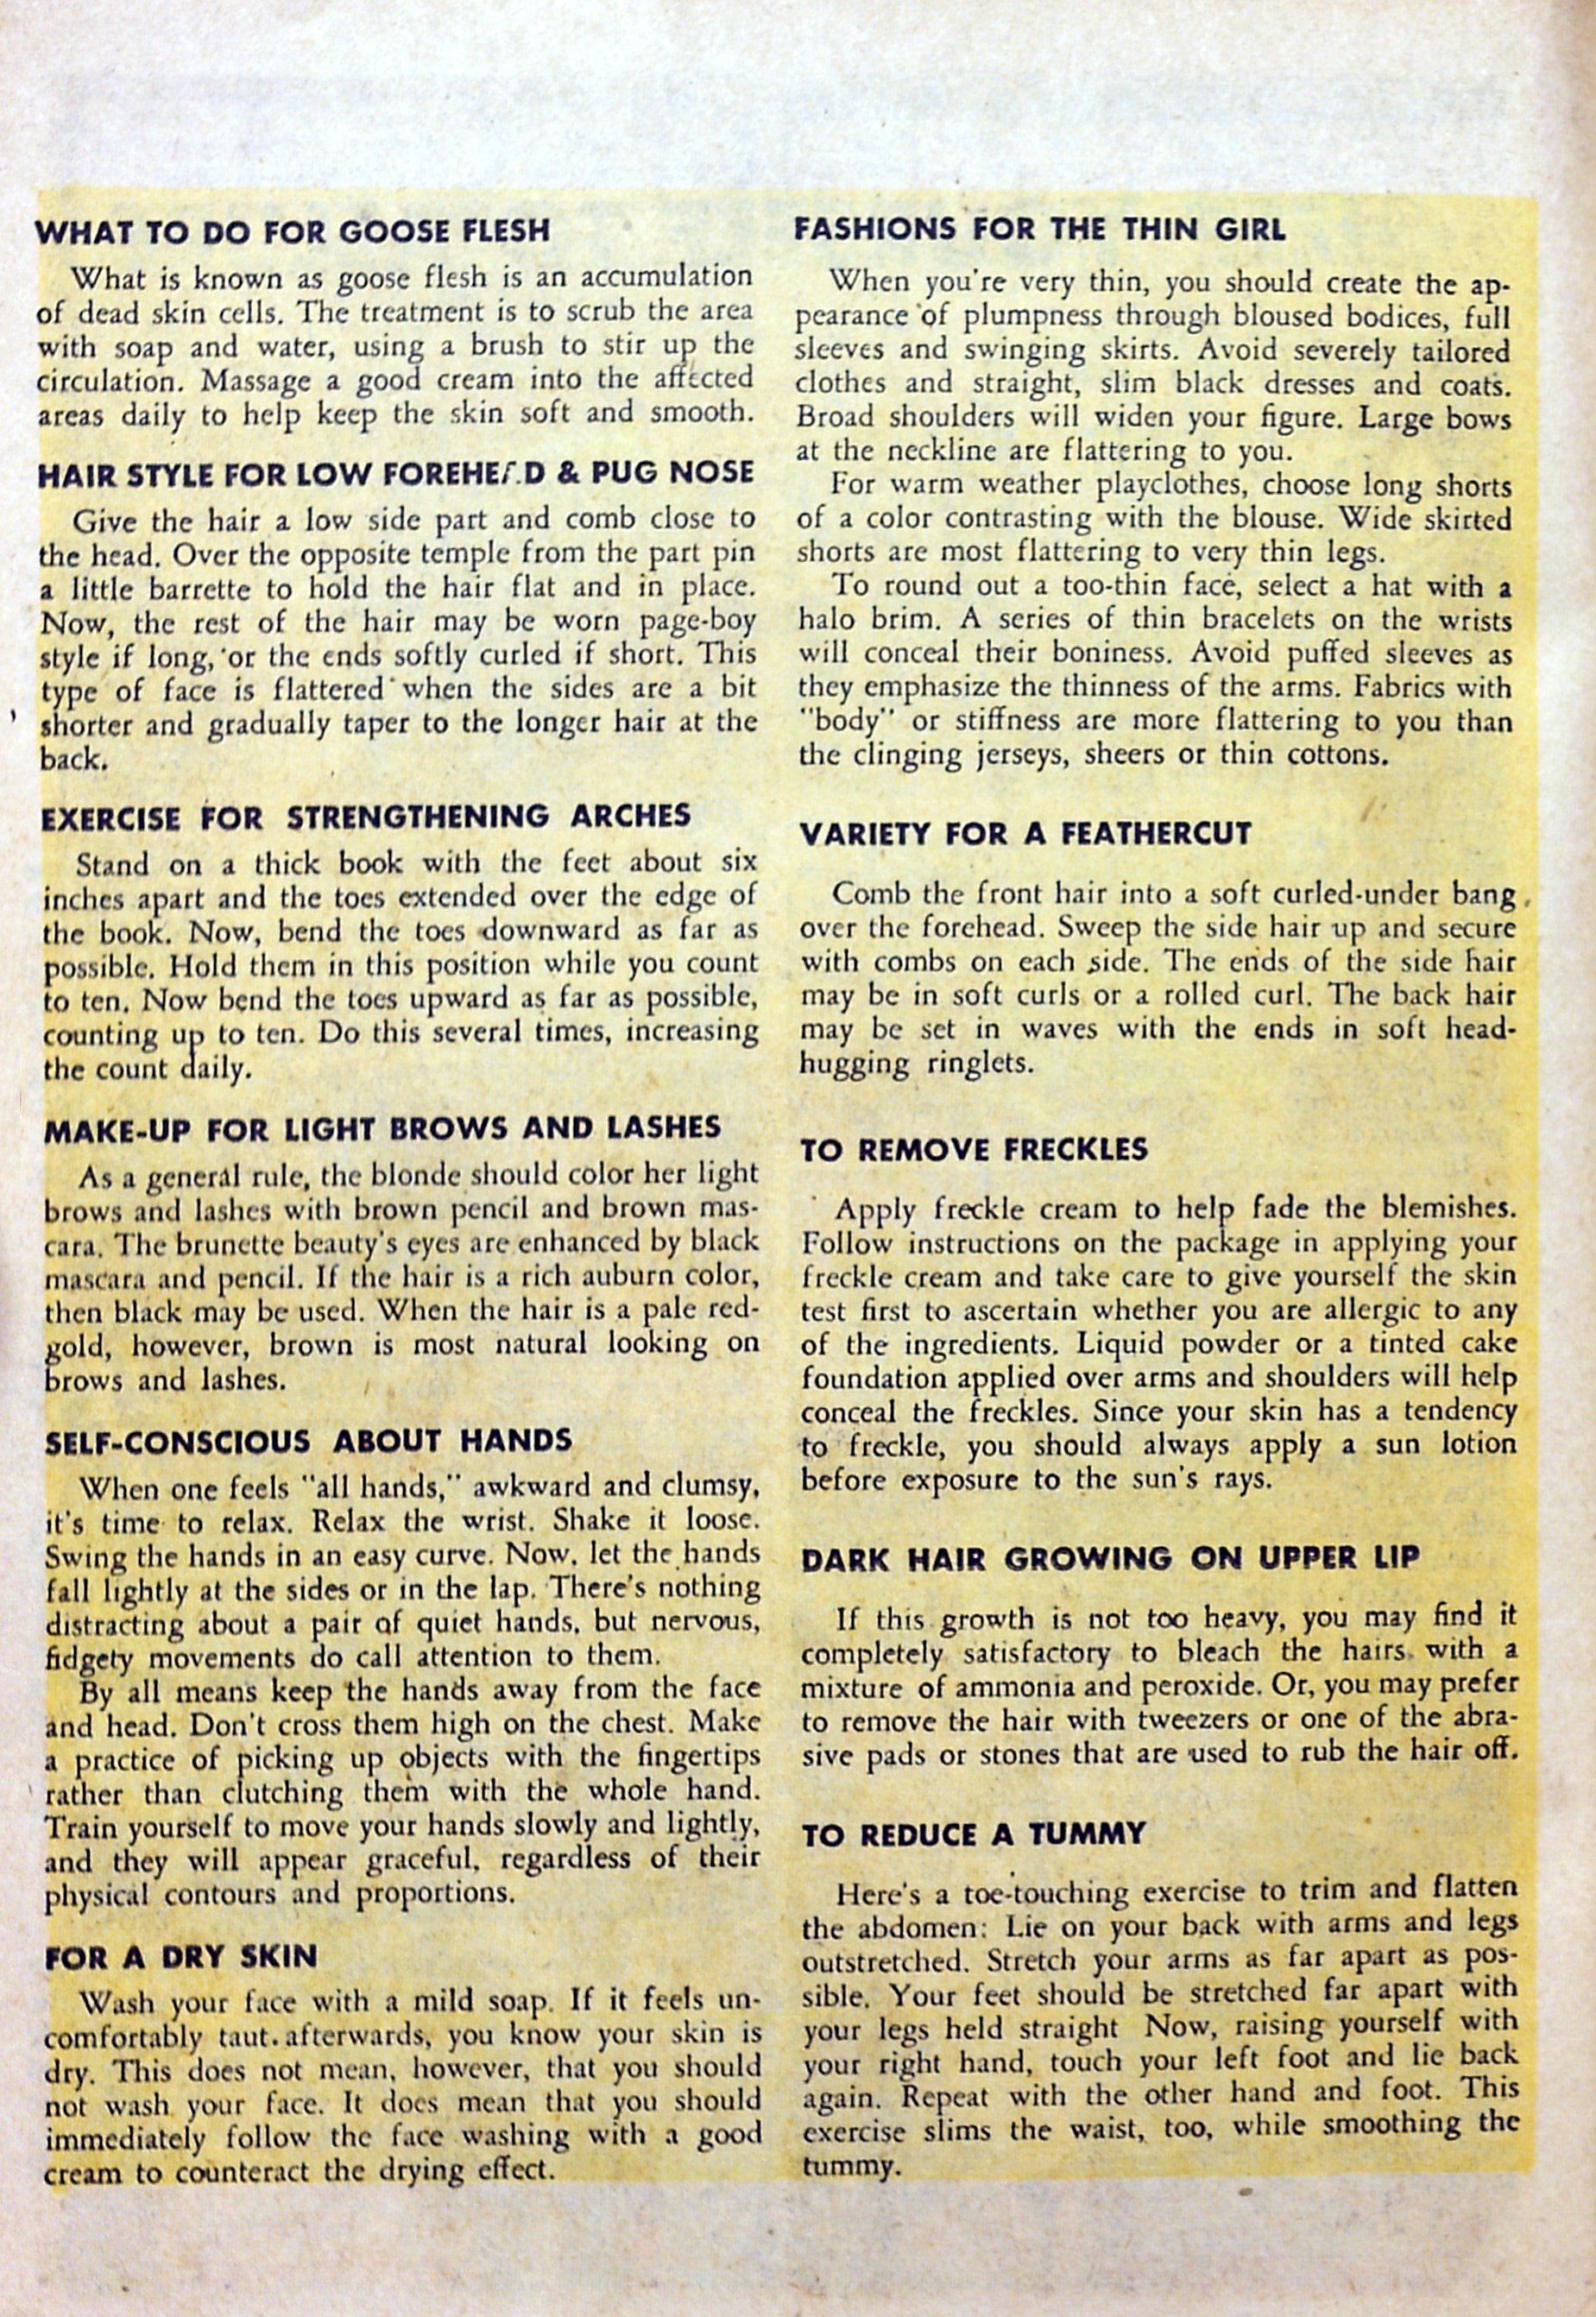 WHAT TO DO FOR GOOSE FLESH
What is known as goose flesh is an accumulation
of dead skin cells. The treatment is to scrub the area
with soap and water, using a brush to stir up the
circulation. Massage a good cream into the affected
areas daily to help keep the skin soft and smooth.
HAIR STYLE FOR LOW FOREHEAD & PUG NOSE
Give the hair a low side part and comb close to
the head. Over the opposite temple from the part pin
a little barrette to hold the hair flat and in place.
Now, the rest of the hair may be worn page-boy
style if long, or the ends softly curled if short. This
type of face is flattered when the sides are a bit
shorter and gradually taper to the longer hair at the
back.
EXERCISE FOR STRENGTHENING ARCHES
Stand on a thick book with the feet about six
inches apart and the toes extended over the edge of
the book. Now, bend the toes downward as far as
possible. Hold them in this position while you count
to ten. Now bend the toes upward as far as possible,
counting up to ten. Do this several times, increasing
the count daily.
MAKE-UP FOR LIGHT BROWS AND LASHES
As a general rule, the blonde should color her light
brows and lashes with brown pencil and brown mas-
cara. The brunette beauty's eyes are enhanced by black
mascara and pencil. If the hair is a rich auburn color,
then black may be used. When the hair is a pale red-
gold, however, brown is most natural looking on
brows and lashes.
SELF-CONSCIOUS ABOUT HANDS
When one feels "all hands," awkward and clumsy,
it's time to relax. Relax the wrist. Shake it loose.
Swing the hands in an easy curve. Now, let the hands
fall lightly at the sides or in the lap. There's nothing
distracting about a pair of quiet hands, but nervous,
fidgety movements do call attention to them.
By all means keep the hands away from the face
and head. Don't cross them high on the chest. Make
a practice of picking up objects with the fingertips
rather than clutching them with the whole hand.
Train yourself to move your hands slowly and lightly,
and they will appear graceful, regardless of their
physical contours and proportions.
FOR A DRY SKIN
Wash your face with a mild soap. If it feels un-
comfortably taut afterwards, you know your skin is
dry. This does not mean, however, that you should
not wash your face. It does mean that you should
immediately follow the face washing with a good
cream to counteract the drying effect.
FASHIONS FOR THE THIN GIRL
When you're very thin, you should create the ap-
pearance of plumpness through bloused bodices, full
sleeves and swinging skirts. Avoid severely tailored
clothes and straight, slim black dresses and coats.
Broad shoulders will widen your figure. Large bows
at the neckline are flattering to you.
For warm weather playclothes, choose long shorts
of a color contrasting with the blouse. Wide skirted
shorts are most flattering to very thin legs.
To round out a too-thin face, select a hat with a
halo brim. A series of thin bracelets on the wrists
will conceal their boniness. Avoid puffed sleeves as
they emphasize the thinness of the arms. Fabrics with
"body" or stiffness are more flattering to you than
the clinging jerseys, sheers or thin cottons.
VARIETY FOR A FEATHERCUT
Comb the front hair into a soft curled-under bang
over the forehead. Sweep the side hair up and secure
with combs on each side. The ends of the side hair
may be in soft curls or a rolled curl. The back hair
may be set in waves with the ends in soft head-
hugging ringlets.
TO REMOVE FRECKLES
Apply freckle cream to help fade the blemishes.
Follow instructions on the package in applying your
freckle cream and take care to give yourself the skin
test first to ascertain whether you are allergic to any
of the ingredients. Liquid powder or a tinted cake
foundation applied over arms and shoulders will help
conceal the freckles. Since your skin has a tendency
to freckle, you should always apply a sun lotion
before exposure to the sun's rays.
DARK HAIR GROWING ON UPPER LIP
If this growth is not too heavy, you may find it
completely satisfactory to bleach the hairs with a
mixture of ammonia and peroxide. Or, you may prefer
to remove the hair with tweezers or one of the abra-
sive pads or stones that are used to rub the hair off.
TO REDUCE A TUMMY
Here's a toe-touching exercise to trim and flatten
the abdomen: Lie on your back with arms and legs
outstretched. Stretch your arms as far apart as pos-
sible. Your feet should be stretched far apart with
your legs held straight Now, raising yourself with
your right hand, touch your left foot and lie back
again. Repeat with the other hand and foot. This
exercise slims the waist, too, while smoothing the
tummy.